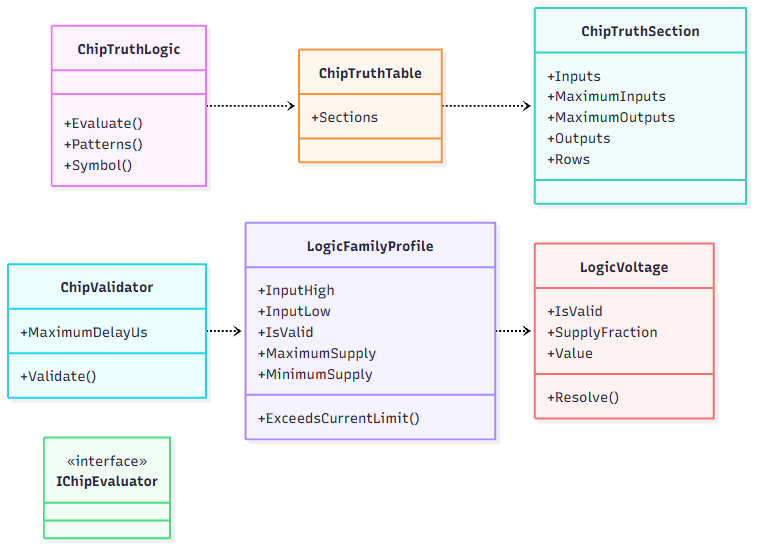 ChipTruthLogic
+Evaluate()
+Patterns()
+Symbol()
ChipTruthTable
+Sections
ChipTruthSection
+Inputs
+MaximumInputs
+MaximumOutputs
+Outputs
+Rows
ChipValidator
+MaximumDelayUs
+Validate()
LogicFamilyProfile
+InputHigh
+InputLow
+IsValid
+MaximumSupply
+MinimumSupply
+ExceedsCurrentLimit()
LogicVoltage
+IsValid
+SupplyFraction
+Value
+Resolve()
«interface»
IChipEvaluator